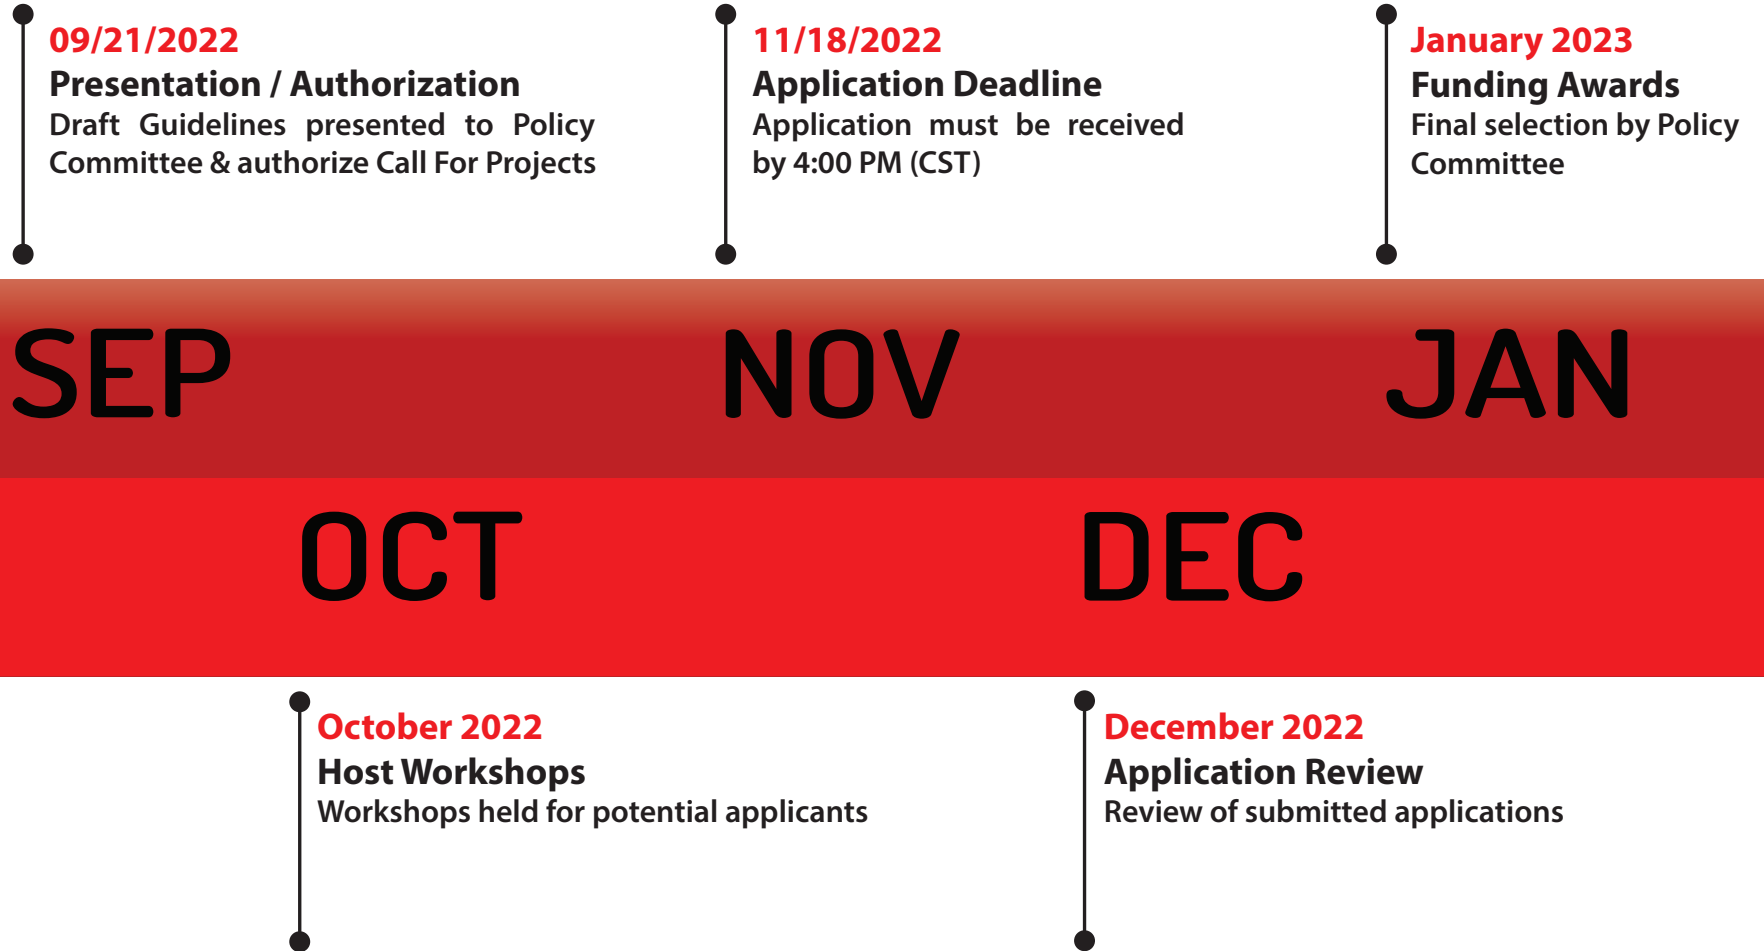 09/21/2022
Presentation / Authorization
Draft Guidelines presented to Policy
Committee & authorize Call For Projects
11/18/2022
Application Deadline
Application must be received
by 4:00 PM (CST)
January 2023
Funding Awards
Final selection by Policy
Committee
SEP
NOV
JAN
OCT
DEC
October 2022
Host Workshops
Workshops held for potential applicants
December 2022
Application Review
Review of submitted applications